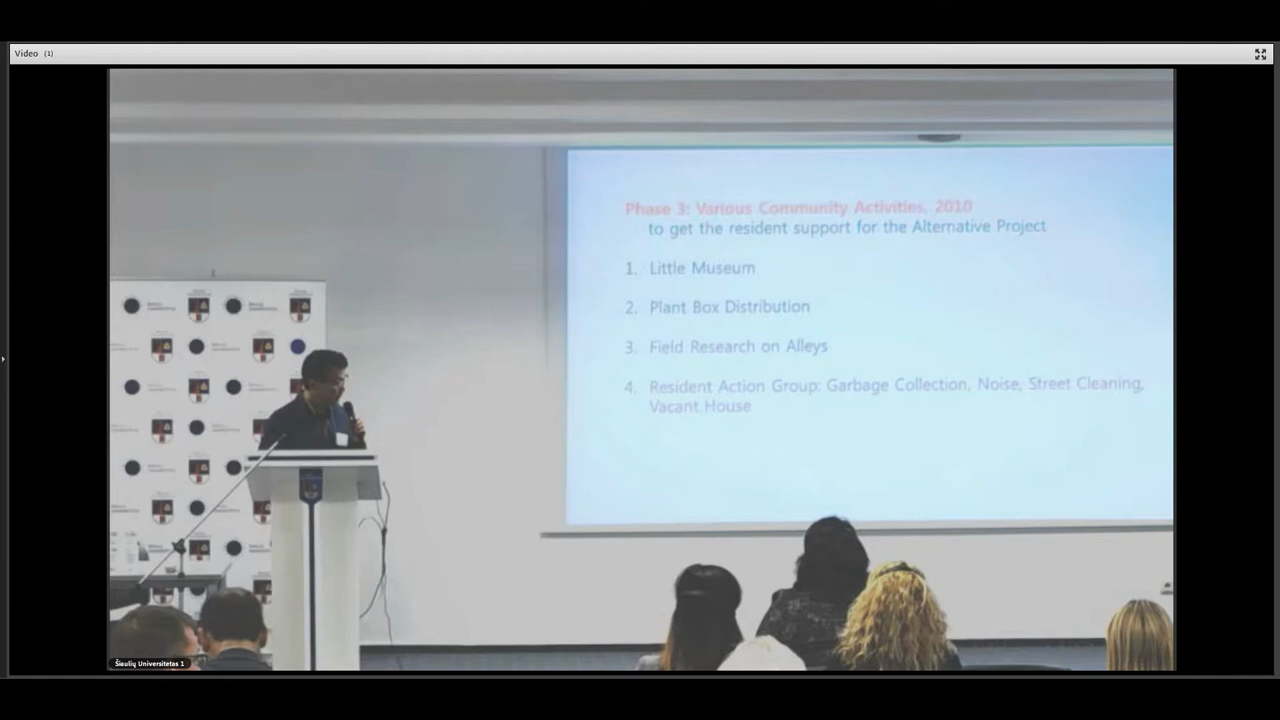 Video (1)
Phase 3: Various Community Activities, 2010
to get the resident support for the Alternative Project
1. Little Museum
2. Plant Box Distribution
3. Field Research on Alleys
4. Resident Action Group: Garbage Collection, Noise, Street Cleaning,
Vacant House
Šiaulių Universitetas 1